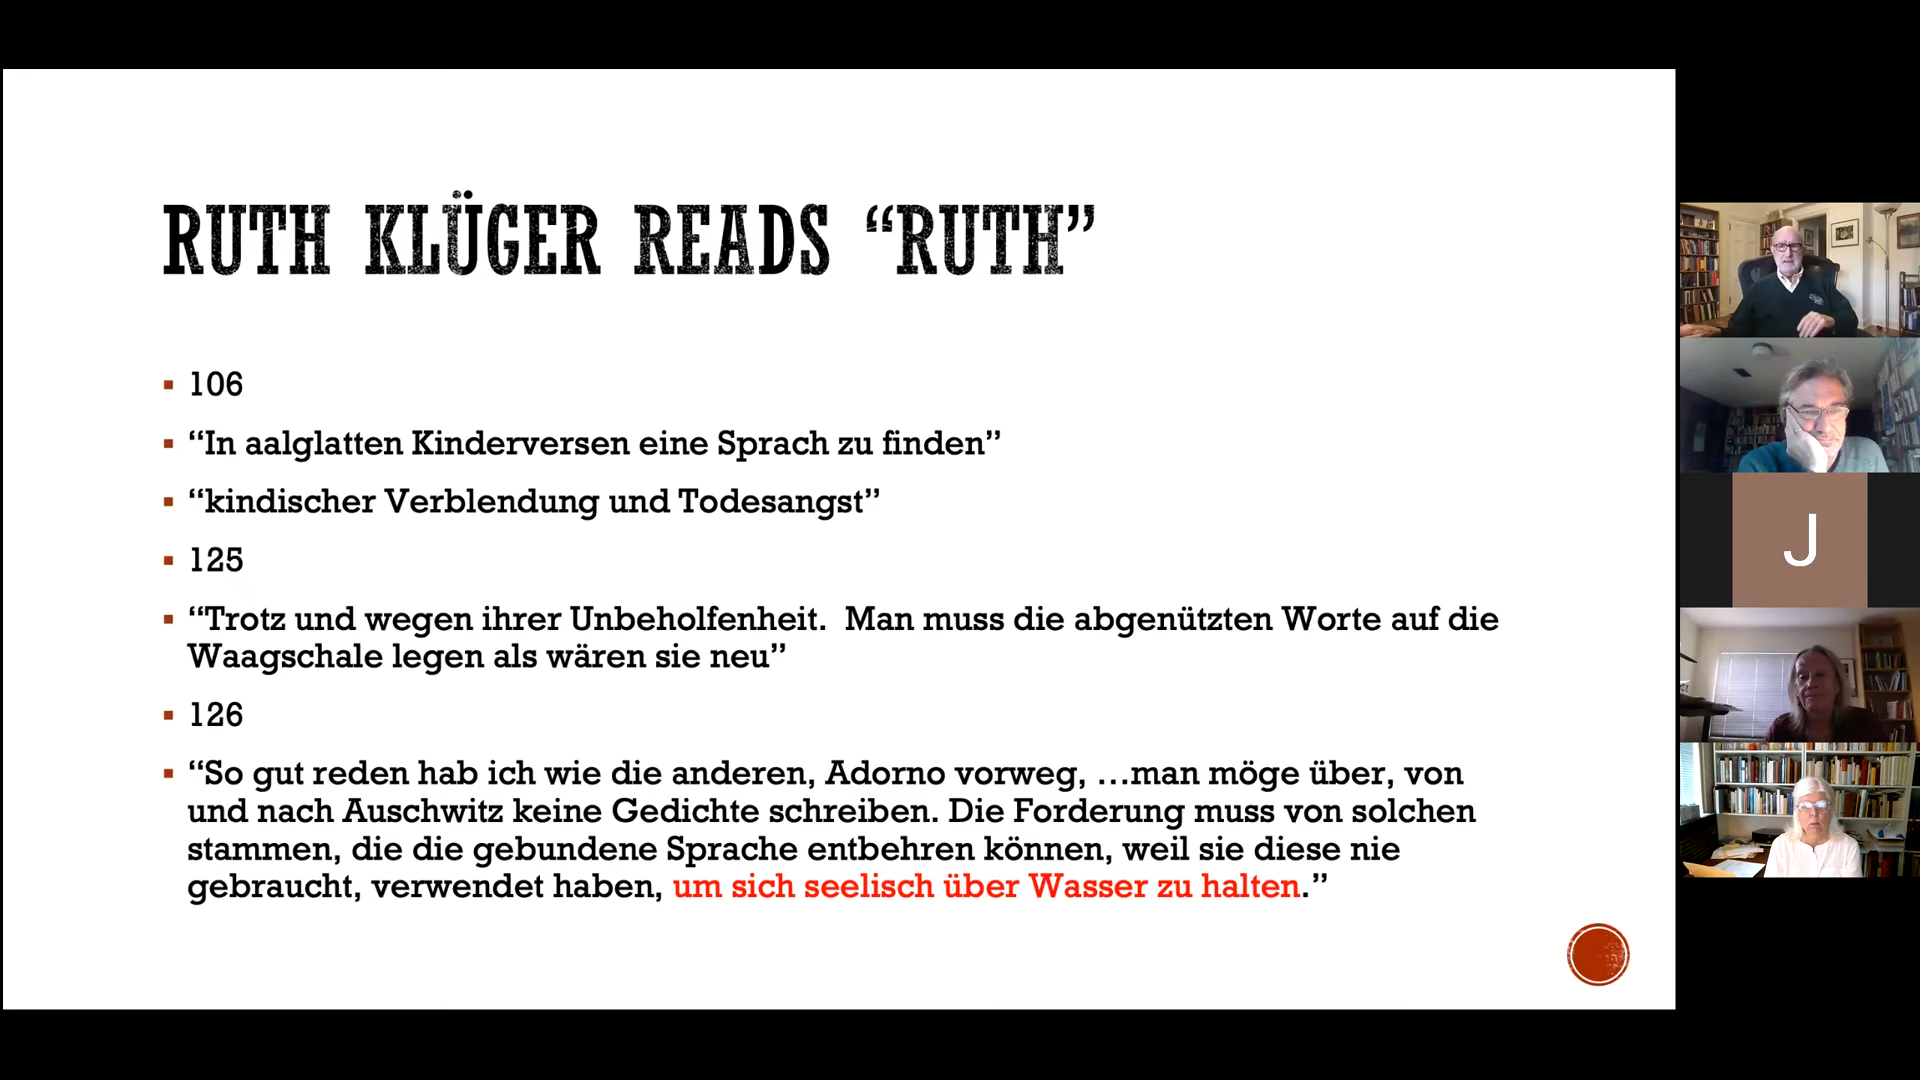 RUTH KLÜGER READS “RUTH”
▪ 106
▪ “In aalglatten Kinderversen eine Sprach zu finden”
▪ “kindischer Verblendung und Todesangst”
▪ 125
▪ “Trotz und wegen ihrer Unbeholfenheit.  Man muss die abgenützten Worte auf die
Waagschale legen als wären sie neu”
▪ 126
▪ “So gut reden hab ich wie die anderen, Adorno vorweg, …man möge über, von
und nach Auschwitz keine Gedichte schreiben. Die Forderung muss von solchen
stammen, die die gebundene Sprache entbehren können, weil sie diese nie
gebraucht, verwendet haben, um sich seelisch über Wasser zu halten.”
J